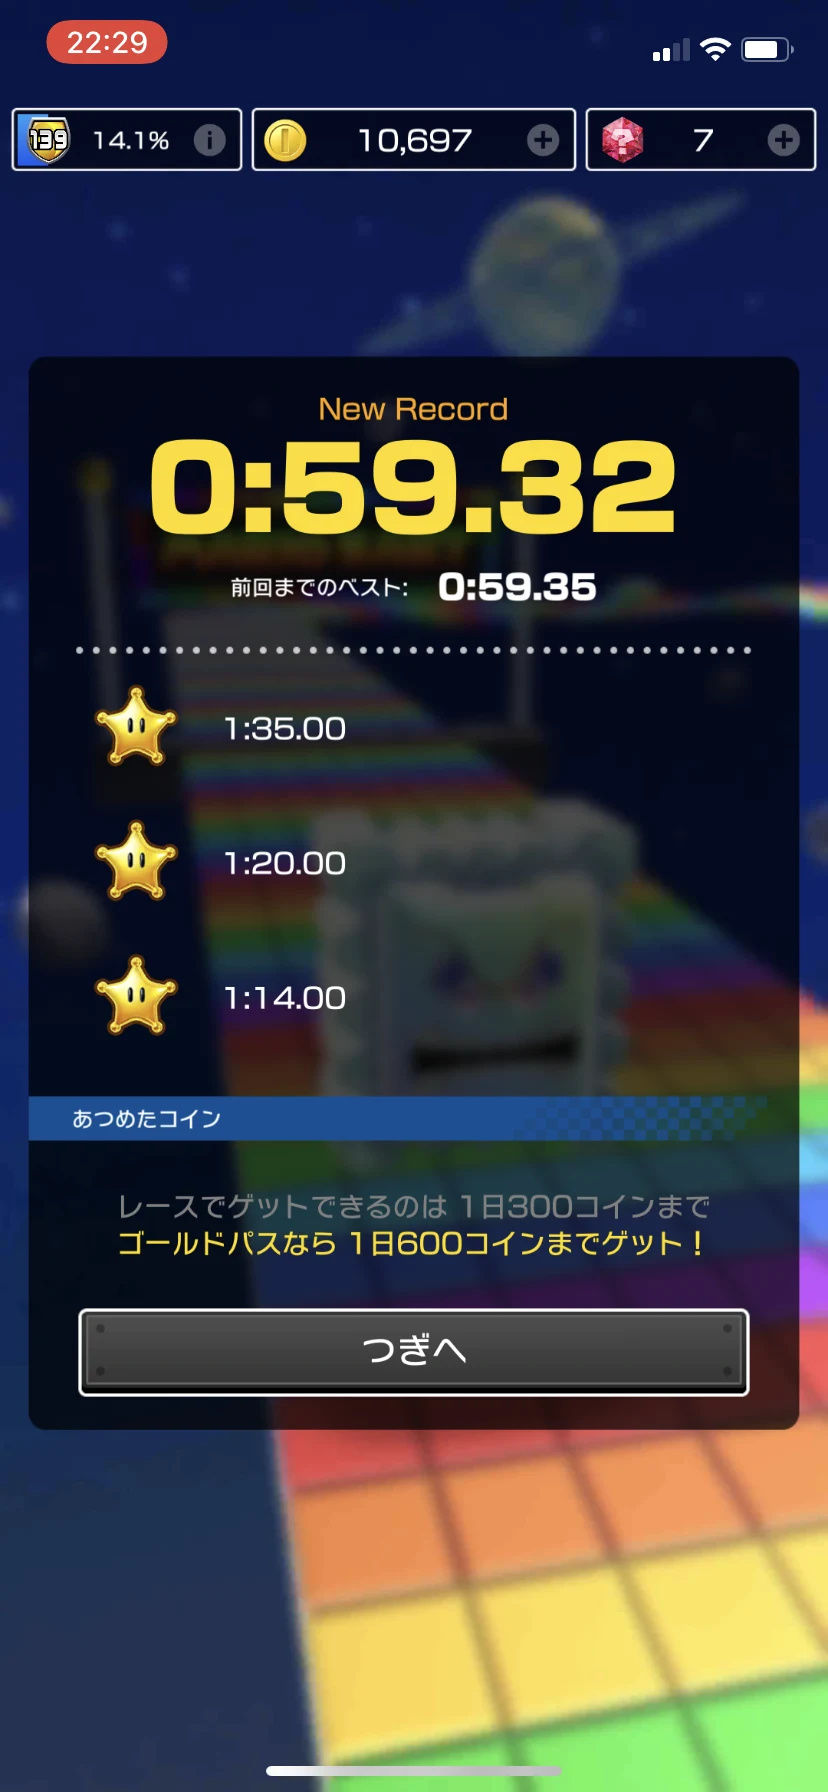 22:29
139 14.1% 10,697 7
New Record
0:59.32
前回までのベスト: 0:59.35
1:35.00
1:20.00
1:14.00
あつめたコイン
レースでゲットできるのは 1日300コインまで
ゴールドパスなら 1日600コインまでゲット!
つぎへ